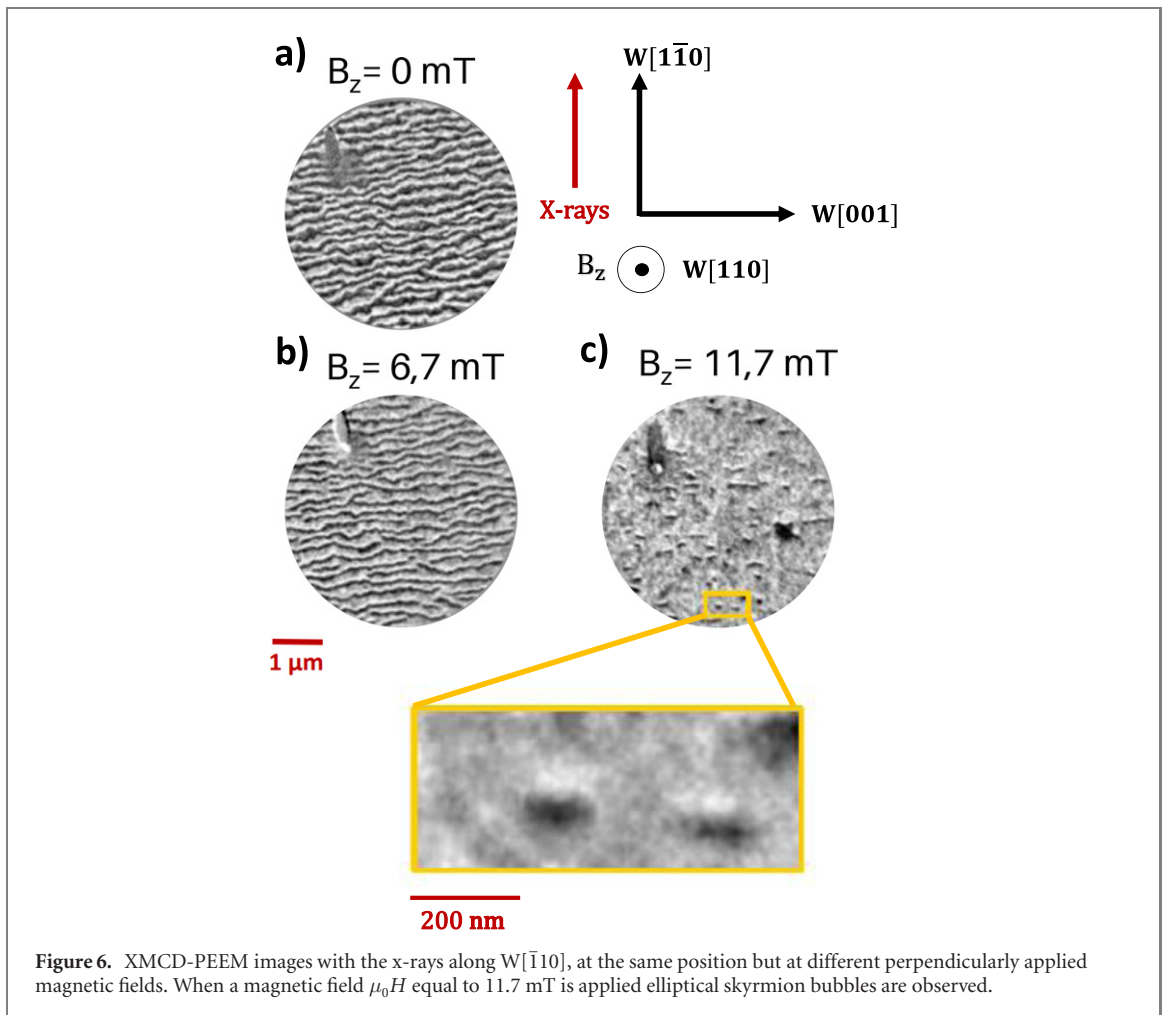 a)
B_z= 0 mT
W[11̅0]
X-rays
W[001]
B_z
W[110]
b)
B_z= 6,7 mT
c)
B_z= 11,7 mT
1 µm
200 nm
Figure 6. XMCD-PEEM images with the x-rays along W[1̅10], at the same position but at different perpendicularly applied
magnetic fields. When a magnetic field μ₀H equal to 11.7 mT is applied elliptical skyrmion bubbles are observed.